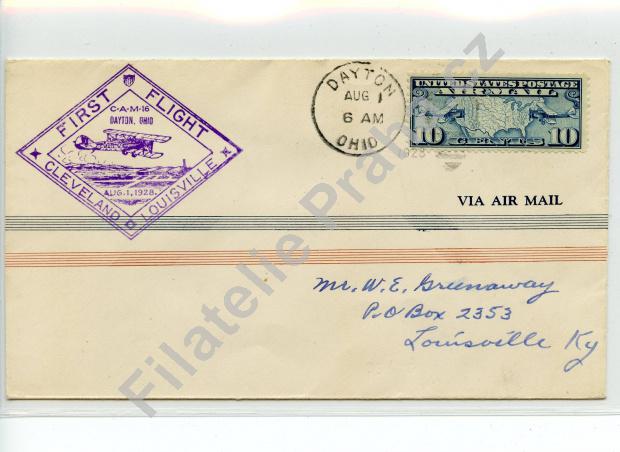 FIRST FLIGHT
C-A-M-16
DAYTON, OHIO
AUG. 1, 1928.
CLEVELAND LOUISVILLE
DAYTON
AUG 1
6 AM
OHIO
UNITED STATES POSTAGE
AIR MAIL
10 10
CENTS
VIA AIR MAIL
Mr. W. E. Greenaway
P.O Box 2353
Louisville Ky
Filatelie Praha.cz